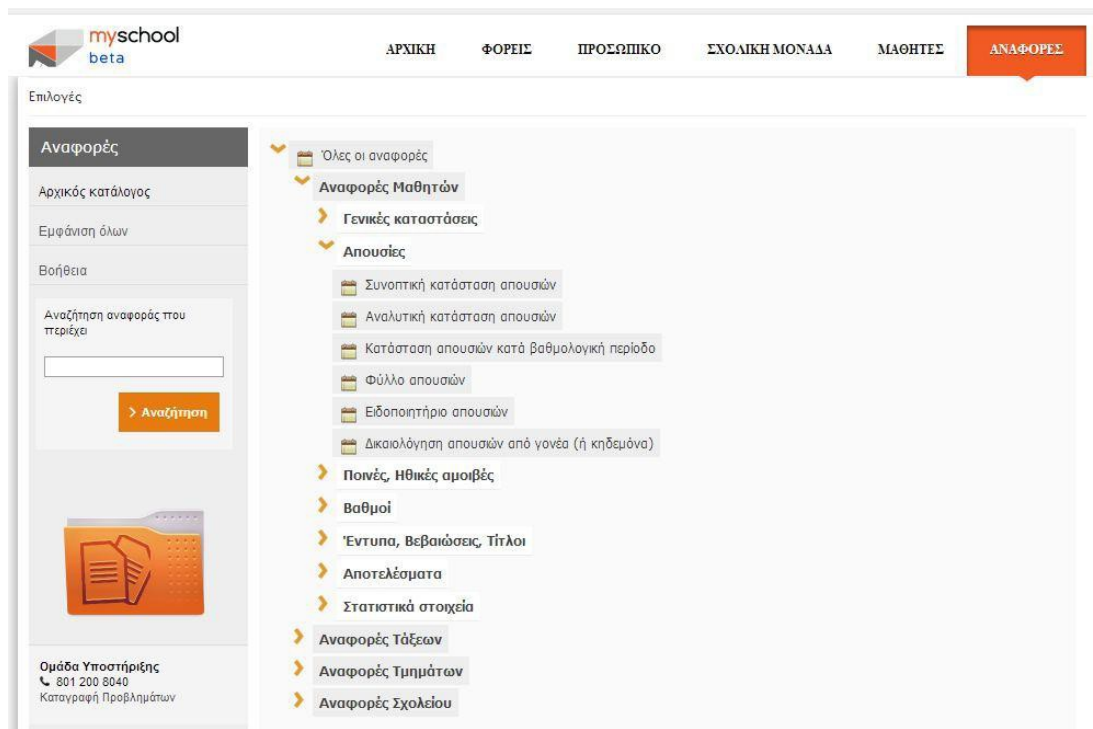 myschool
beta
ΑΡΧΙΚΗ ΦΟΡΕΙΣ ΠΡΟΣΩΠΙΚΟ ΣΧΟΛΙΚΗ ΜΟΝΑΔΑ ΜΑΘΗΤΕΣ ΑΝΑΦΟΡΕΣ
Επιλογές
Αναφορές
Αρχικός κατάλογος
Εμφάνιση όλων
Βοήθεια
Αναζήτηση αναφοράς που
περιέχει
> Αναζήτηση
Ομάδα Υποστήριξης
801 200 8040
Καταγραφή Προβλημάτων
Όλες οι αναφορές
Αναφορές Μαθητών
Γενικές καταστάσεις
Απουσίες
Συνοπτική κατάσταση απουσιών
Αναλυτική κατάσταση απουσιών
Κατάσταση απουσιών κατά βαθμολογική περίοδο
Φύλλο απουσιών
Ειδοποιητήριο απουσιών
Δικαιολόγηση απουσιών από γονέα (ή κηδεμόνα)
Ποινές, Ηθικές αμοιβές
Βαθμοί
Έντυπα, Βεβαιώσεις, Τίτλοι
Αποτελέσματα
Στατιστικά στοιχεία
Αναφορές Τάξεων
Αναφορές Τμημάτων
Αναφορές Σχολείου